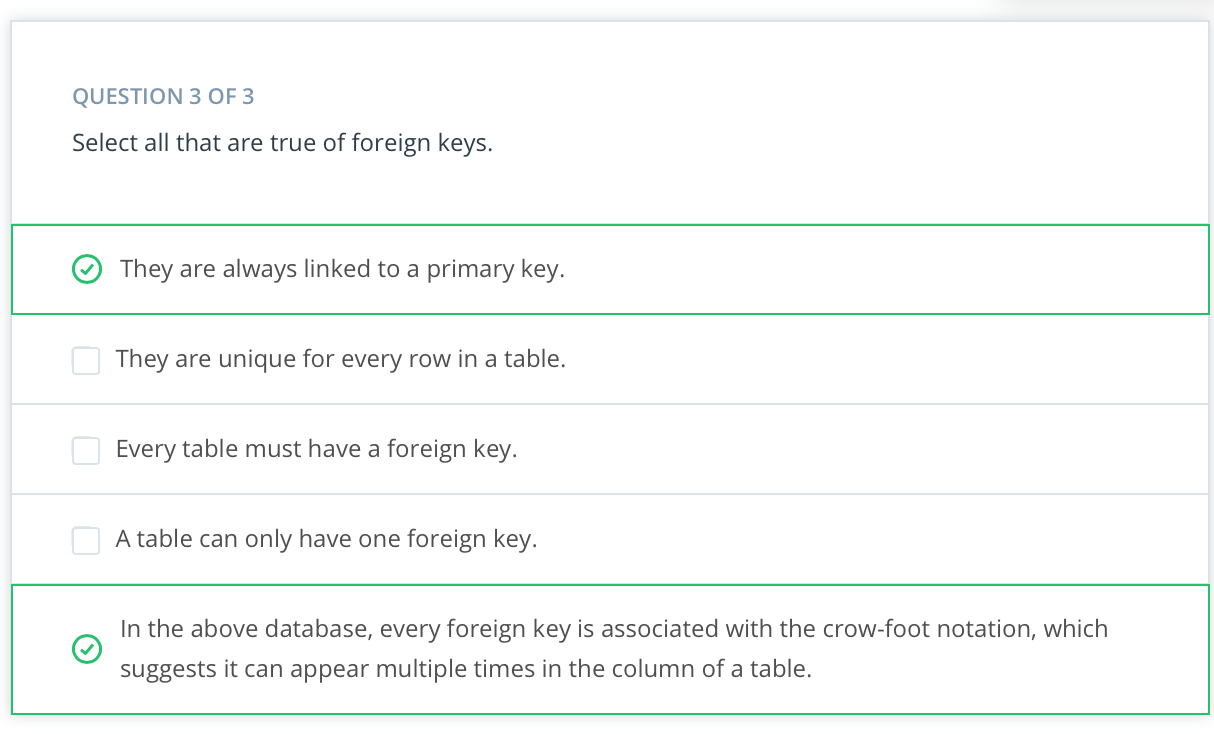 QUESTION 3 OF 3
Select all that are true of foreign keys.
They are always linked to a primary key.
They are unique for every row in a table.
Every table must have a foreign key.
A table can only have one foreign key.
In the above database, every foreign key is associated with the crow-foot notation, which
suggests it can appear multiple times in the column of a table.